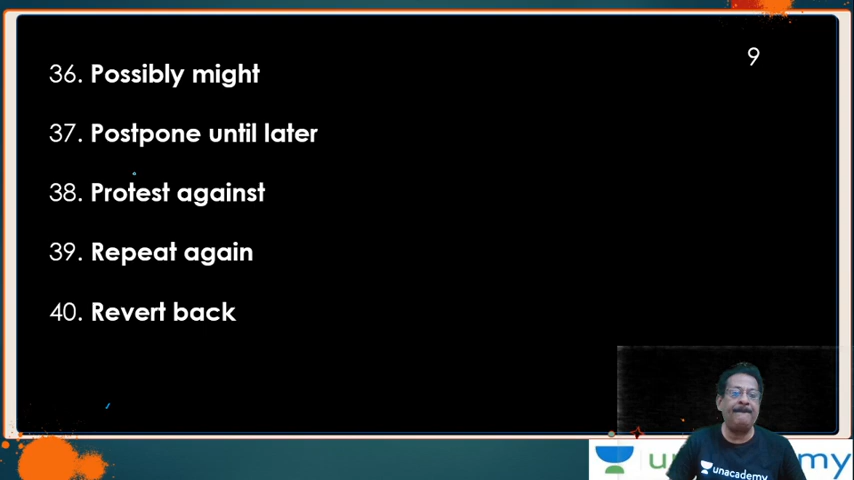 9
36. Possibly might
37. Postpone until later
38. Protest against
39. Repeat again
40. Revert back
unacademy